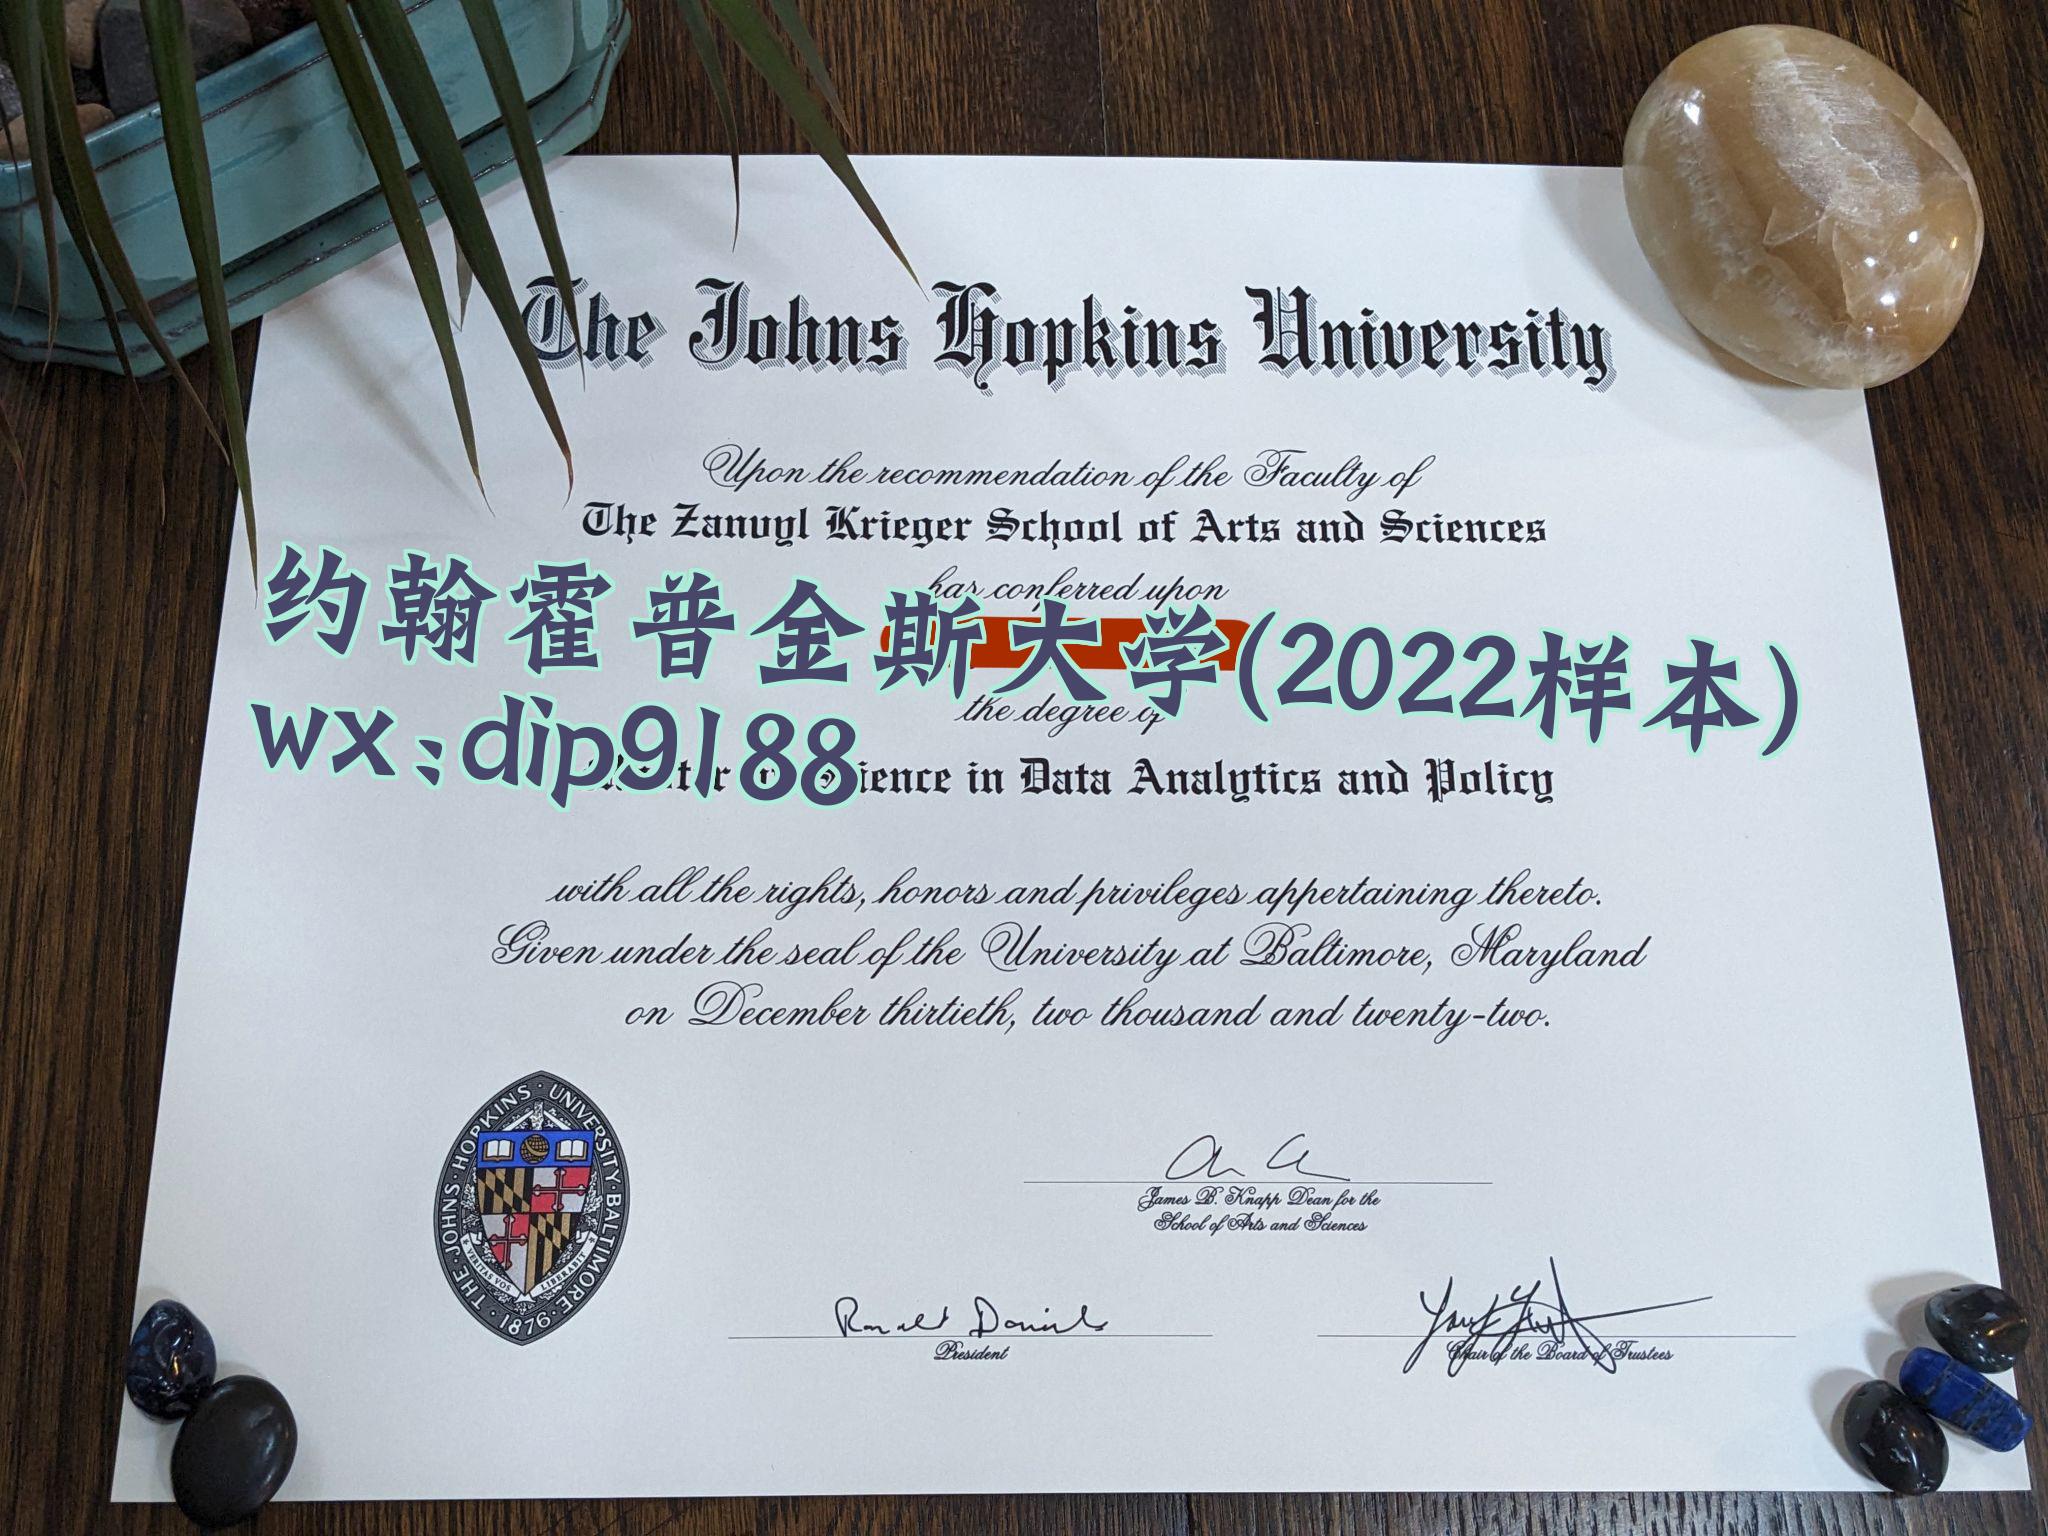 The Johns Hopkins University
Upon the recommendation of the Faculty of
The Zanvyl Krieger School of Arts and Sciences
has conferred upon
约翰霍普金斯大学(2022样本)
the degree of
wx:dip9188
in Data Analytics and Policy
with all the rights, honors and privileges appertaining thereto.
Given under the seal of the University at Baltimore, Maryland
on December thirtieth, two thousand and twenty-two.
THE · JOHNS · HOPKINS · UNIVERSITY · BALTIMORE ·
VERITAS VOS LIBERABIT
· 1876 ·
James B. Knapp Dean for the
School of Arts and Sciences
Ronald Daniels
President
Chair of the Board of Trustees